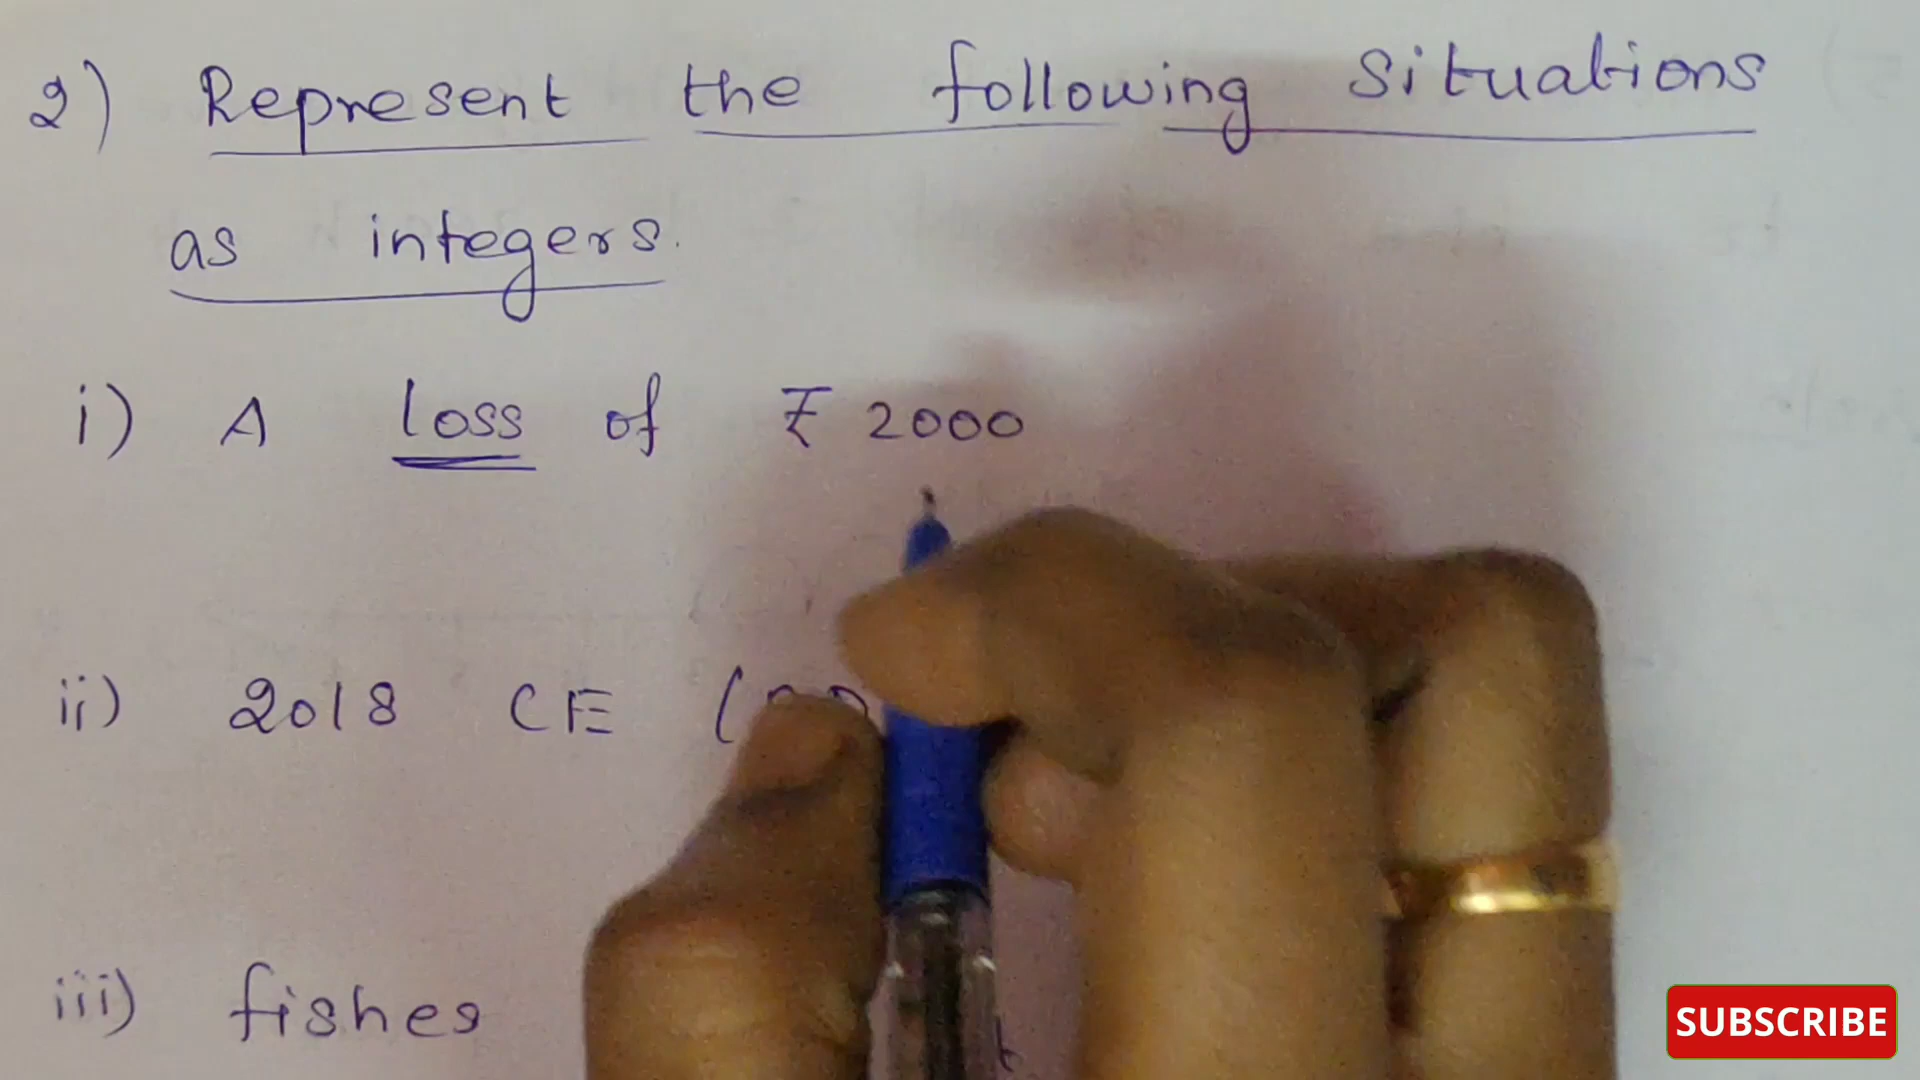 2) Represent the following Situations
as integers.
i) A loss of ₹ 2000
ii) 2018 CE (
iii) fishes
SUBSCRIBE